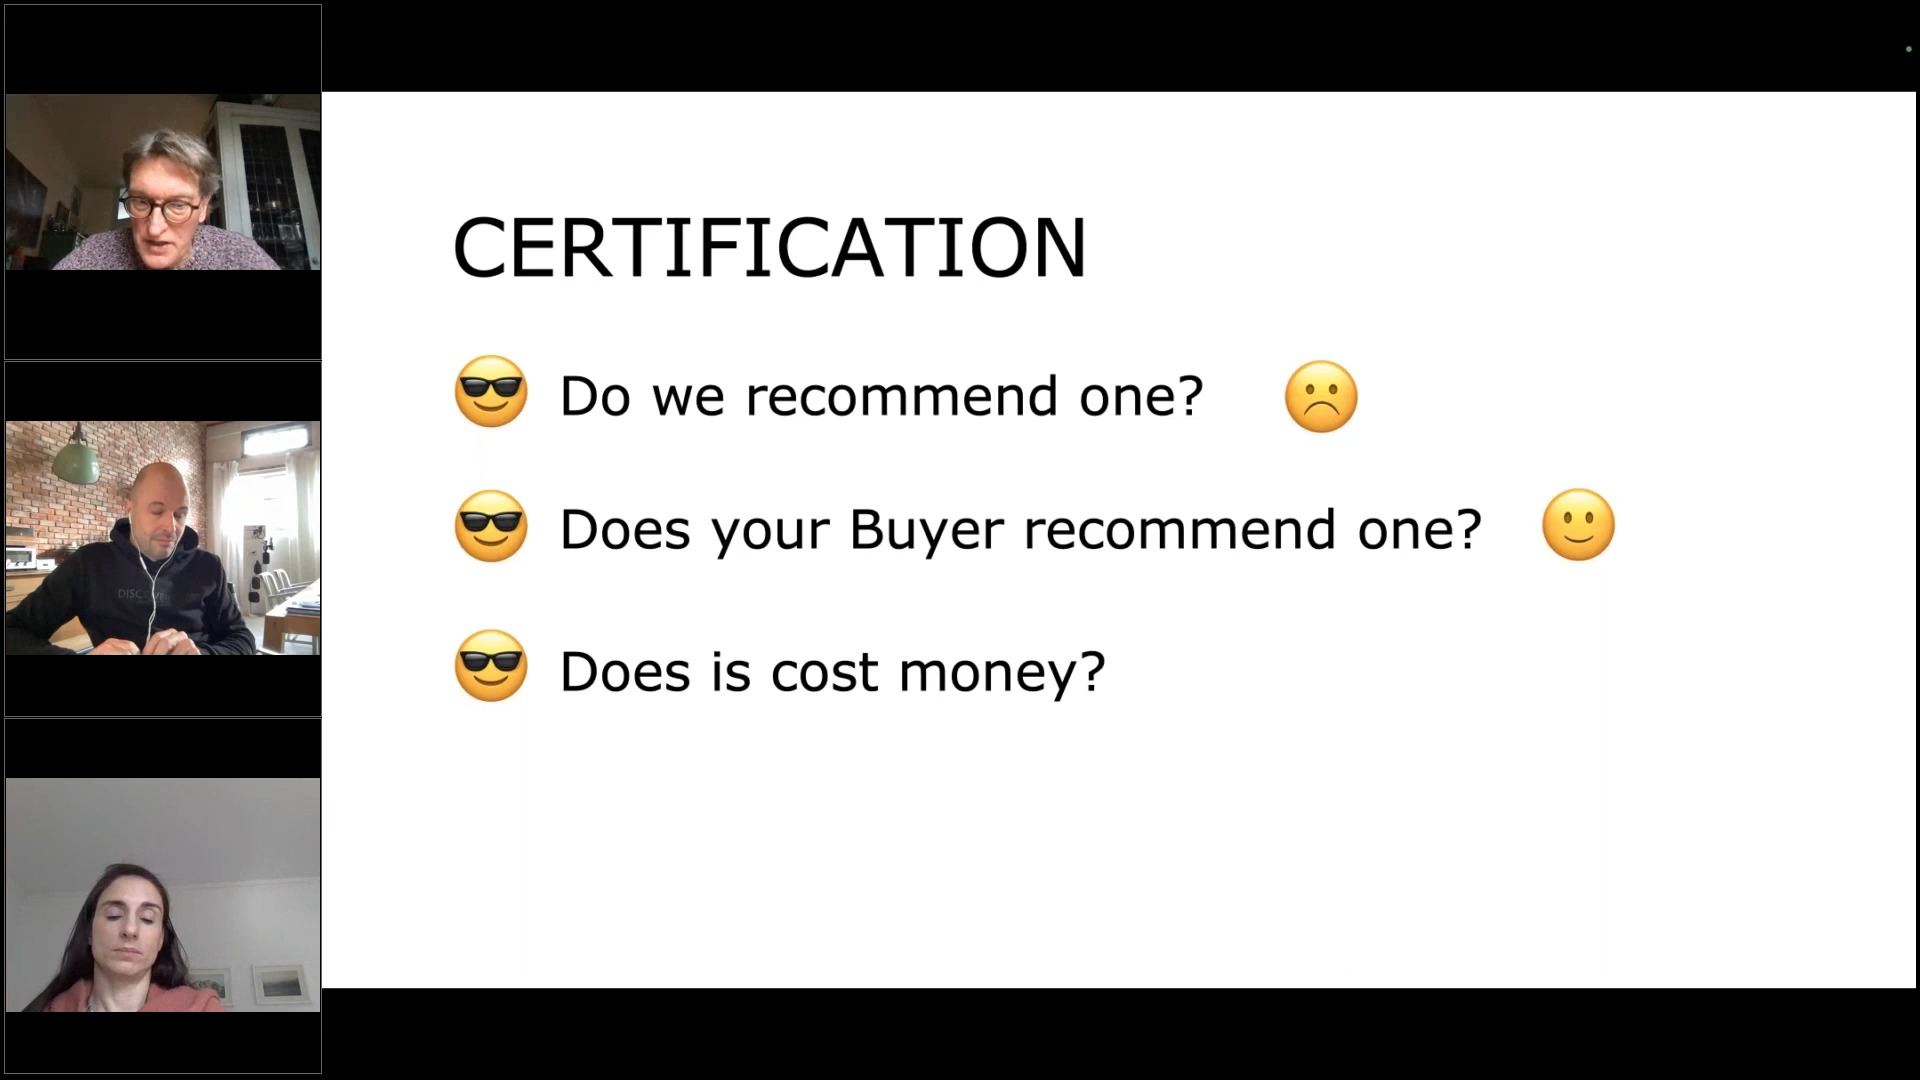 CERTIFICATION
Do we recommend one?
Does your Buyer recommend one?
Does is cost money?